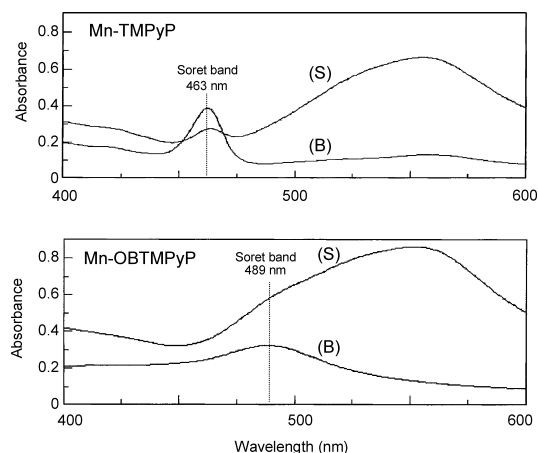 Mn-TMPyP
Soret band
463 nm
(S)
(B)
Absorbance
0.8
0.6
0.4
0.2
0
400
500
600
Mn-OBTMPyP
Soret band
489 nm
(S)
(B)
Absorbance
0.8
0.6
0.4
0.2
0
400
500
600
Wavelength (nm)